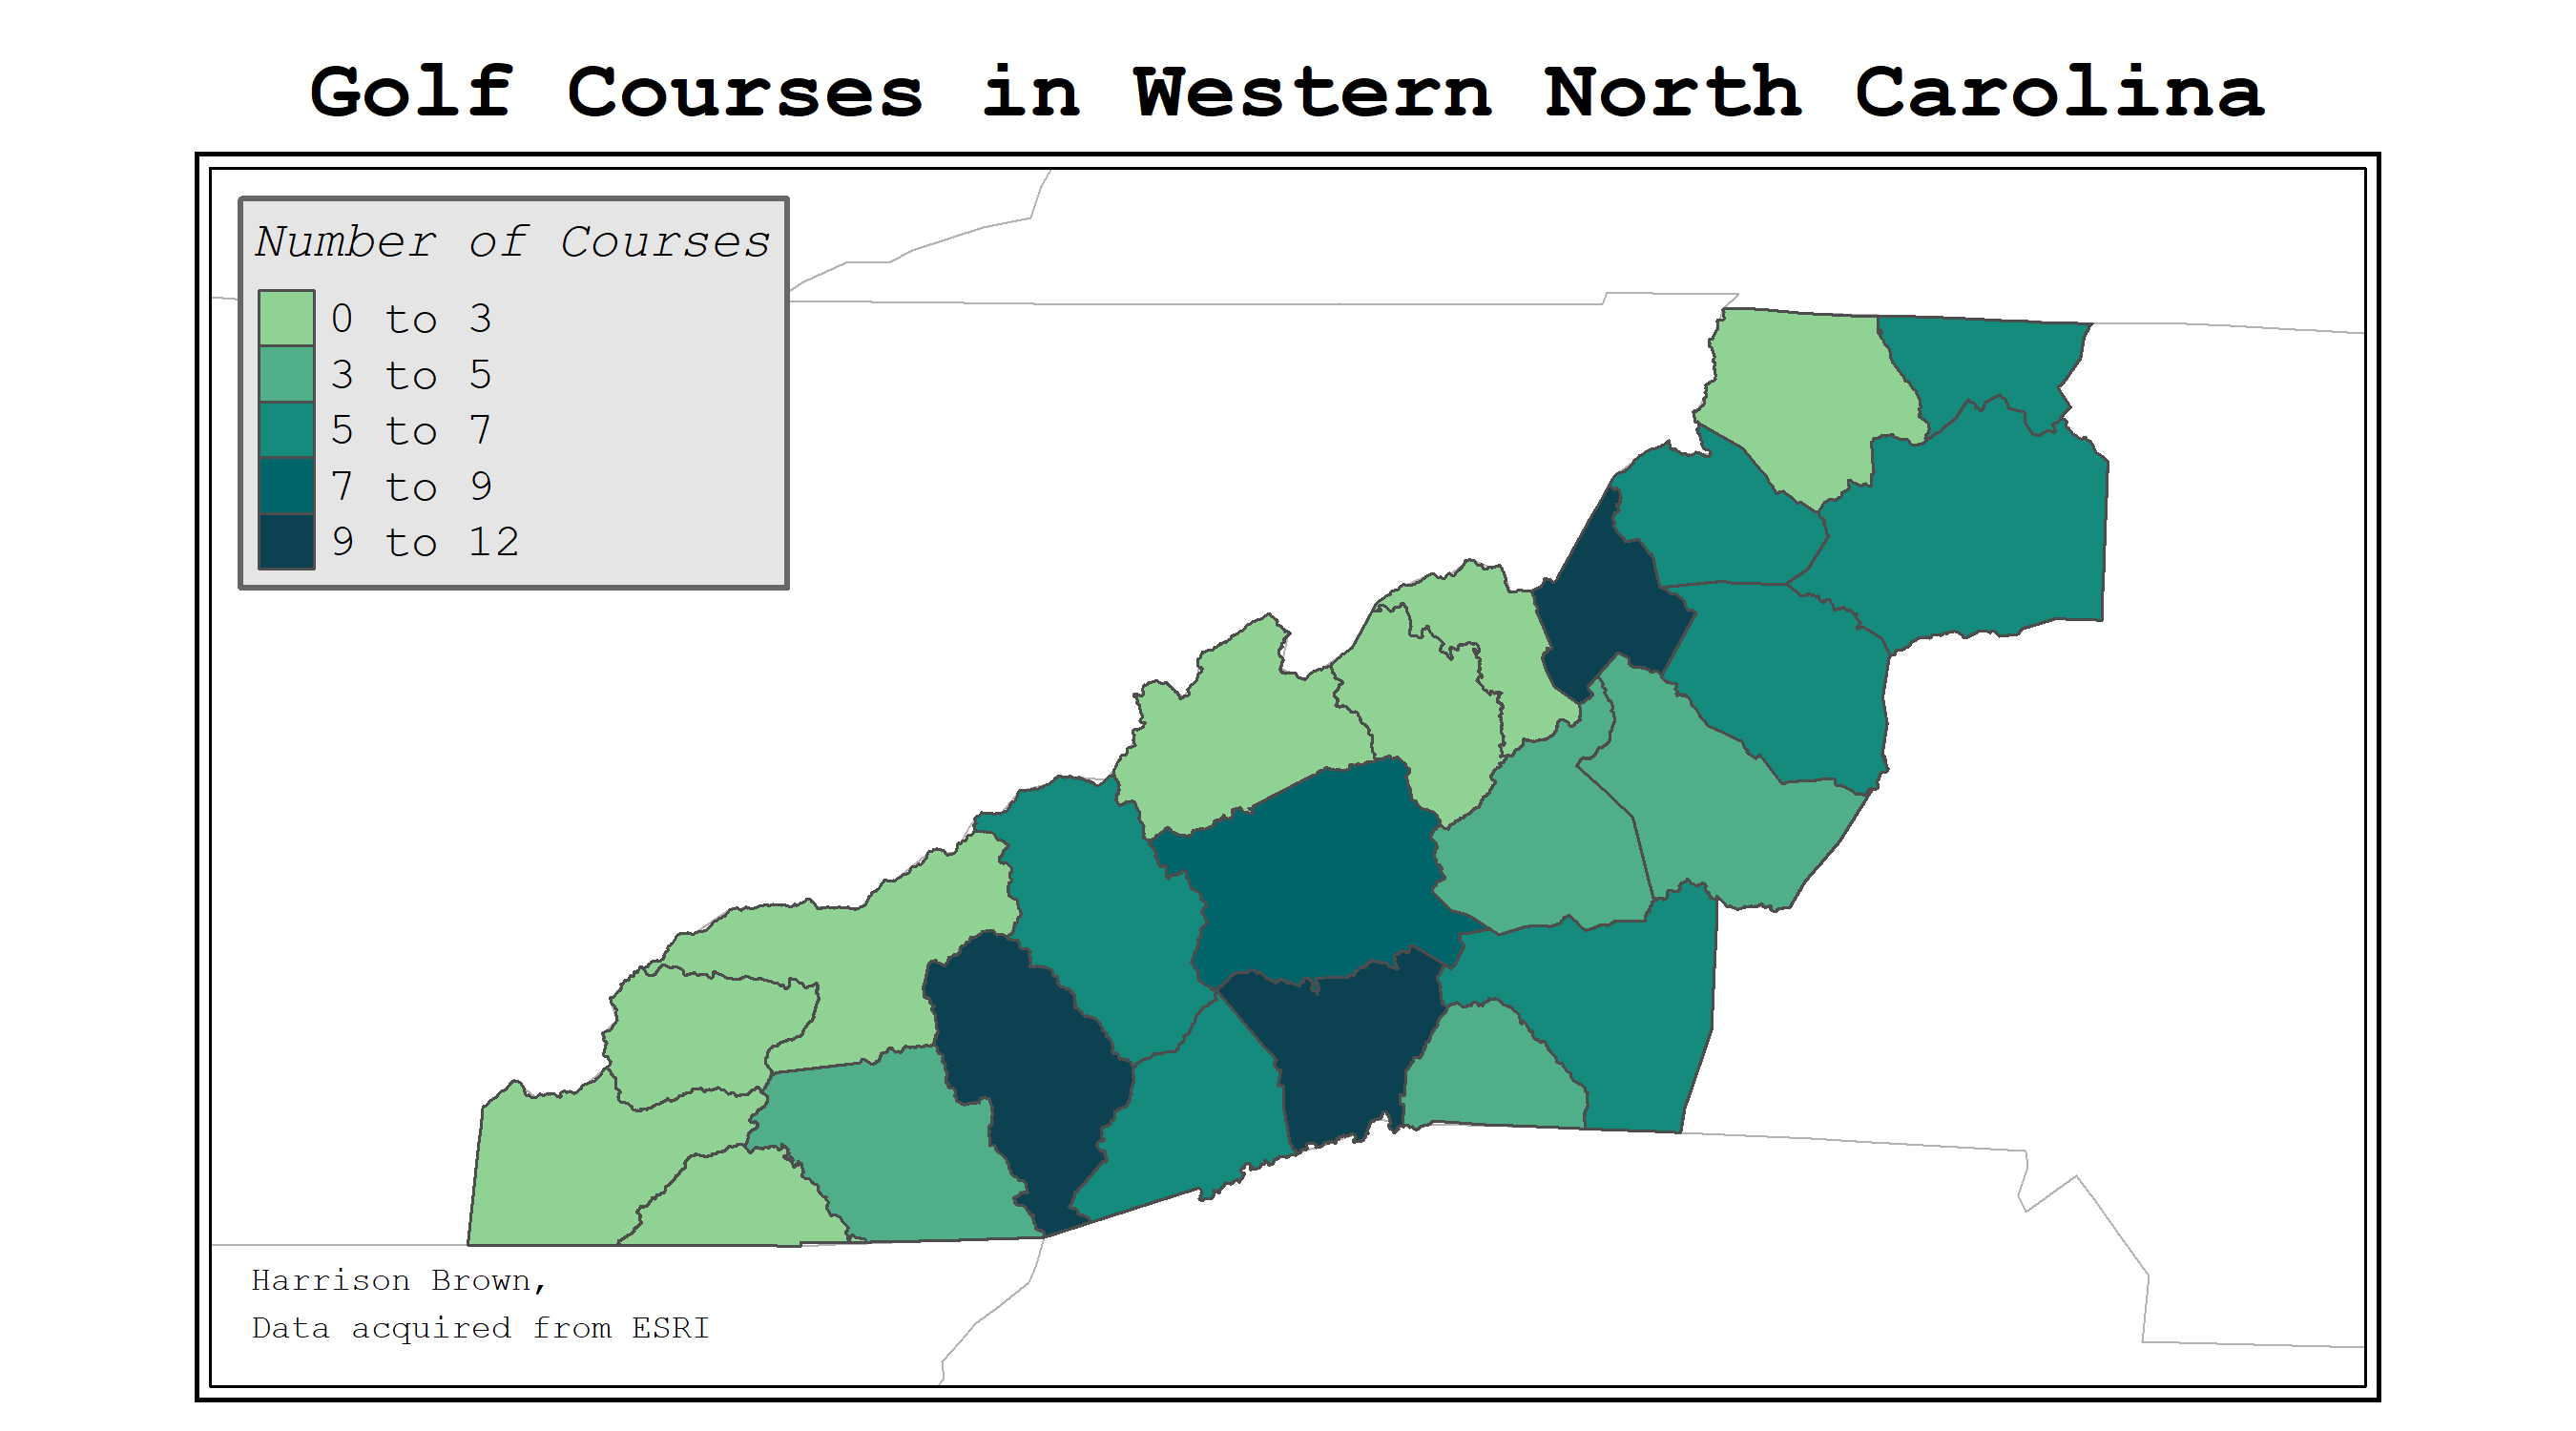 Golf Courses in Western North Carolina
Number of Courses
0 to 3
3 to 5
5 to 7
7 to 9
9 to 12
Harrison Brown,
Data acquired from ESRI